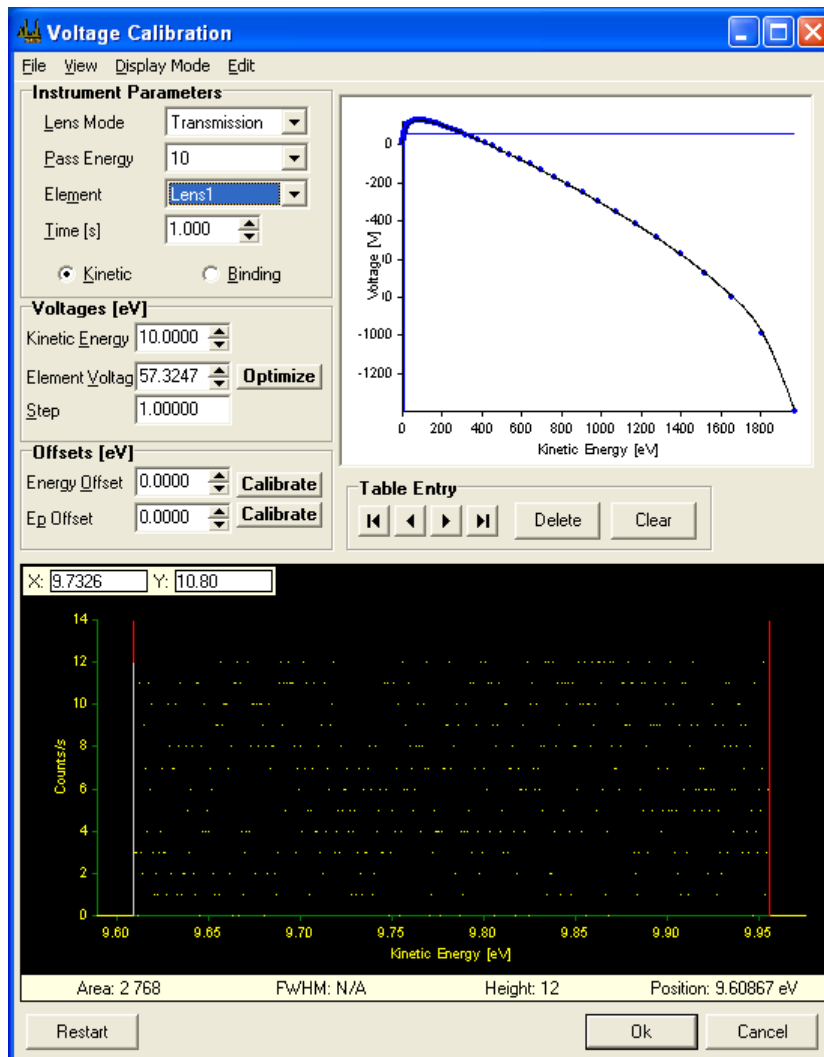 Voltage Calibration
File View Display Mode Edit
Instrument Parameters
Lens Mode Transmission
Pass Energy 10
Element Lens1
Time [s] 1.000
Kinetic Binding
Voltages [eV]
Kinetic Energy 10.0000
Element Voltag 57.3247 Optimize
Step 1.00000
Offsets [eV]
Energy Offset 0.0000 Calibrate
Ep Offset 0.0000 Calibrate
0
-200
-400
-1000
-1200
Voltage [V]
0 200 400 600 800 1000 1200 1400 1600 1800
Kinetic Energy [eV]
Table Entry
Delete Clear
X: 9.7326 Y: 10.80
14
12
10
8
6
4
2
0
Counts/s
9.60 9.65 9.70 9.75 9.80 9.85 9.90 9.95
Kinetic Energy [eV]
Area: 2 768 FWHM: N/A Height: 12 Position: 9.60867 eV
Restart Ok Cancel